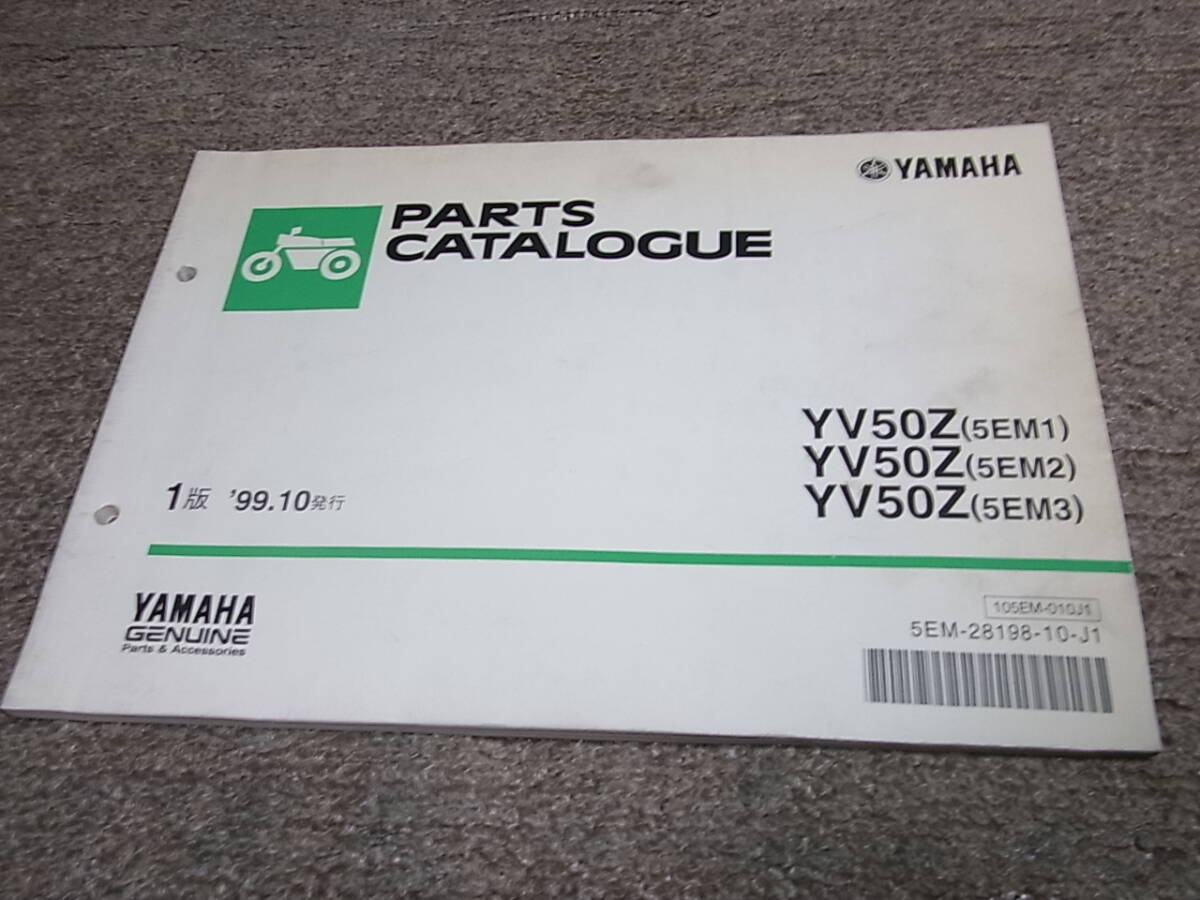 YAMAHA
PARTS
CATALOGUE
YV50Z(5EM1)
YV50Z(5EM2)
YV50Z(5EM3)
1版 '99.10発行
YAMAHA
GENUINE
Parts & Accessories
105EM-010J1
5EM-28198-10-J1